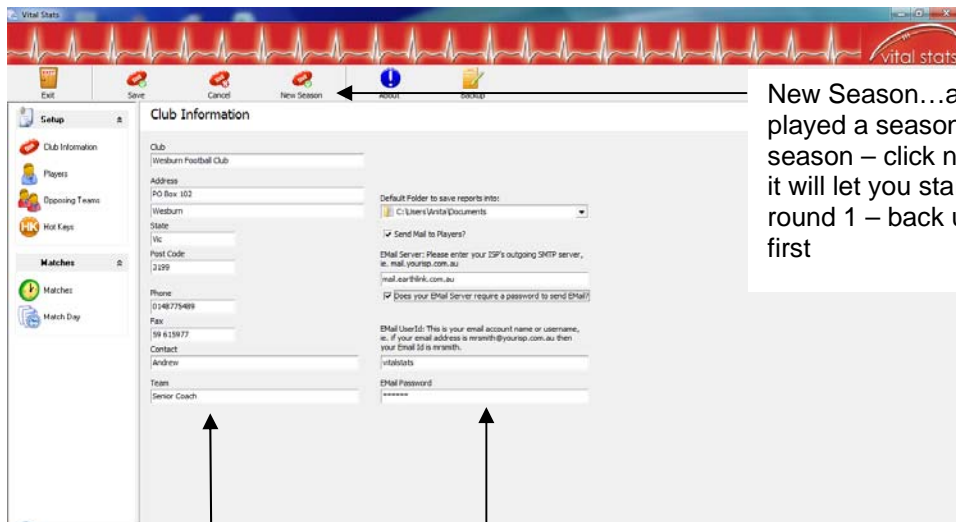 Vital Stats
vital stats
Exit
Save
Cancel
New Season
About
Backup
New Season…a
played a season
season – click n
it will let you sta
round 1 – back u
first
Setup
Club Information
Players
Opposing Teams
HK
Hot Keys
Matches
Matches
Match Day
Club Information
Club
Wesburn Football Club
Address
PO Box 102
Wesburn
State
Vic
Post Code
3199
Phone
0148775489
Fax
59 615977
Contact
Andrew
Team
Senior Coach
Default Folder to save reports into:
C:\Users\Anita\Documents
Send Mail to Players?
EMail Server: Please enter your ISP's outgoing SMTP server,
ie. mail.yourisp.com.au
mail.earthlink.com.au
Does your EMail Server require a password to send EMail?
EMail UserId: This is your email account name or username,
ie. if your email address is mrsmith@yourisp.com.au then
your Email Id is mrsmith.
vitalstats
EMail Password
******